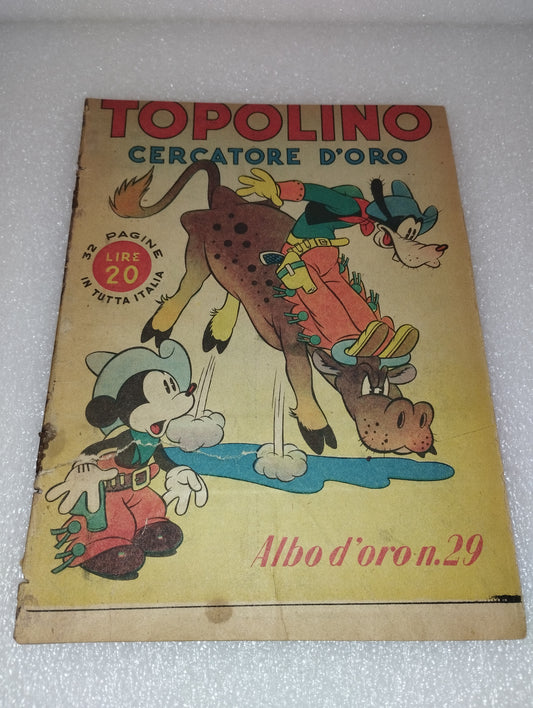 TOPOLINO
CERCATORE D'ORO
32 PAGINE
LIRE
20
IN TUTTA ITALIA
Albo d'oro-n.29